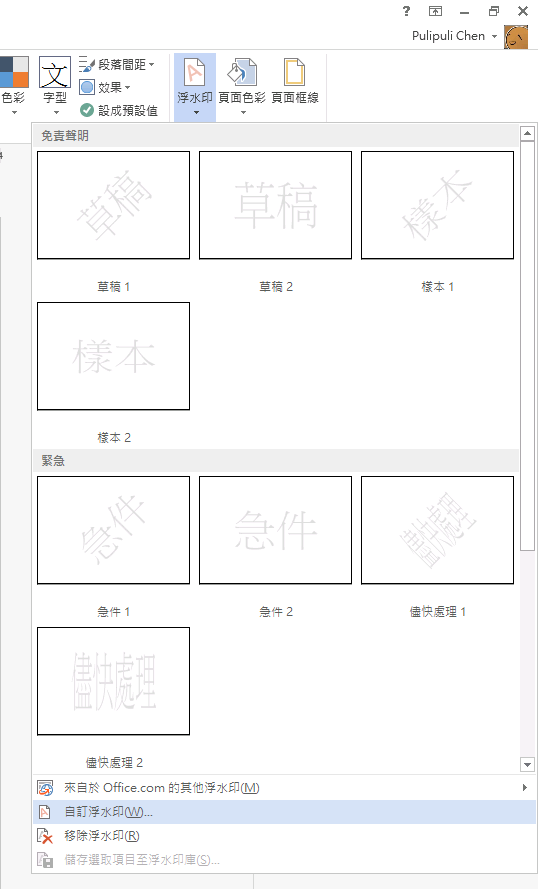 ?
Pulipuli Chen
文
段落間距
效果
設成預設值
色彩
字型
浮水印
頁面色彩
頁面框線
免責聲明
草稿
草稿
樣本
草稿 1
草稿 2
樣本 1
樣本
樣本 2
緊急
急件
急件
儘快處理
急件 1
急件 2
儘快處理 1
儘快處理
儘快處理 2
來自於 Office.com 的其他浮水印(M)
自訂浮水印(W)...
移除浮水印(R)
儲存選取項目至浮水印庫(S)...